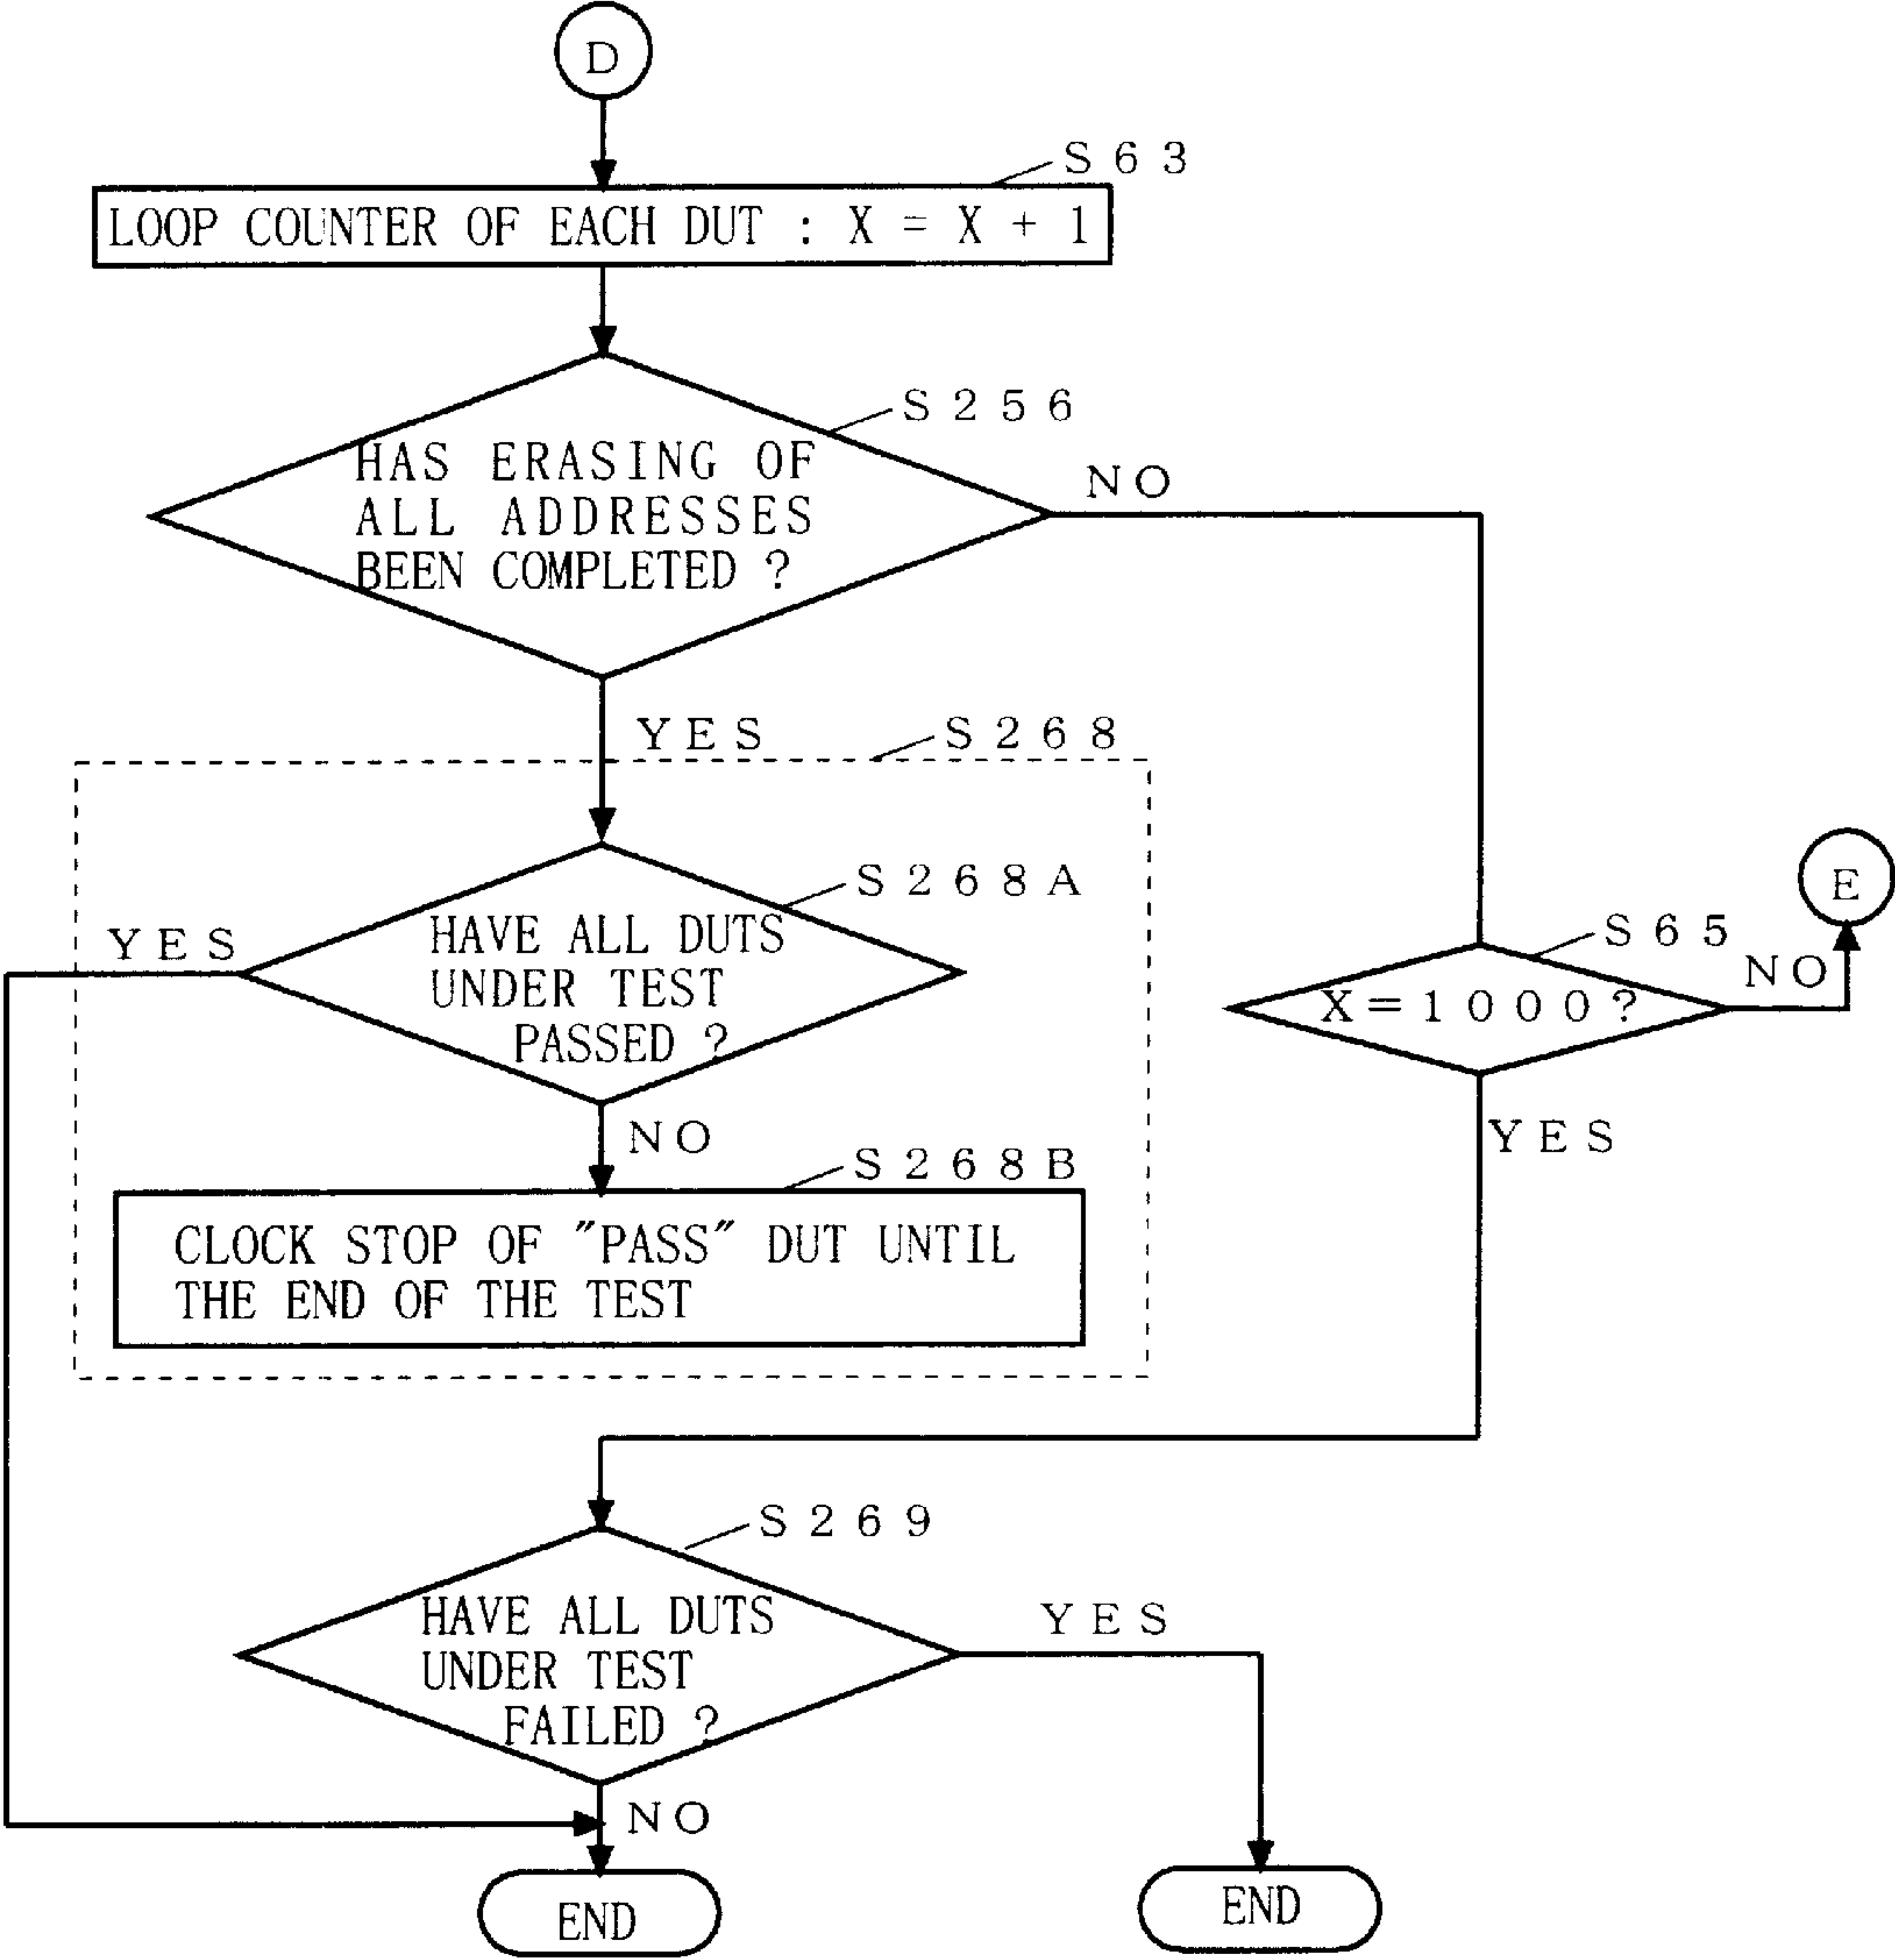 D
S63
LOOP COUNTER OF EACH DUT : X = X + 1
S256
HAS ERASING OF
ALL ADDRESSES
BEEN COMPLETED ?
NO
YES
S268
S268A
HAVE ALL DUTS
UNDER TEST
PASSED ?
YES
E
S65
X=1000?
NO
YES
NO
S268B
CLOCK STOP OF "PASS" DUT UNTIL
THE END OF THE TEST
S269
HAVE ALL DUTS
UNDER TEST
FAILED ?
YES
NO
END
END